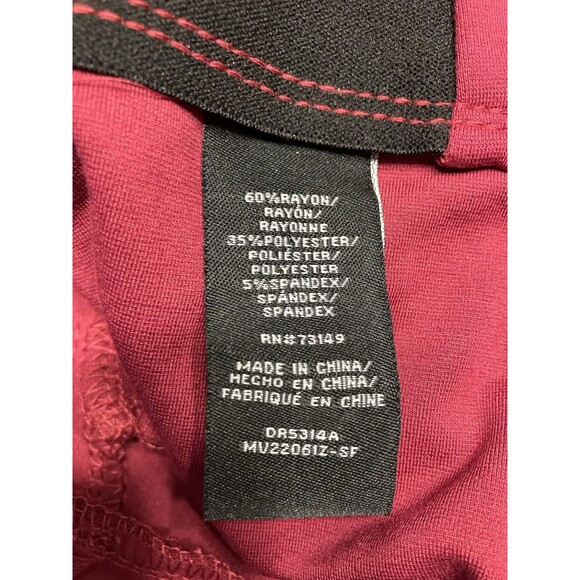 60%RAYON/
RAYÓN/
RAYONNE
35%POLYESTER/
POLIÉSTER/
POLYESTER
5%SPANDEX/
SPÁNDEX/
SPANDEX
RN#73149
MADE IN CHINA/
HECHO EN CHINA/
FABRIQUÉ EN CHINE
DR5314A
MV22061Z-SF